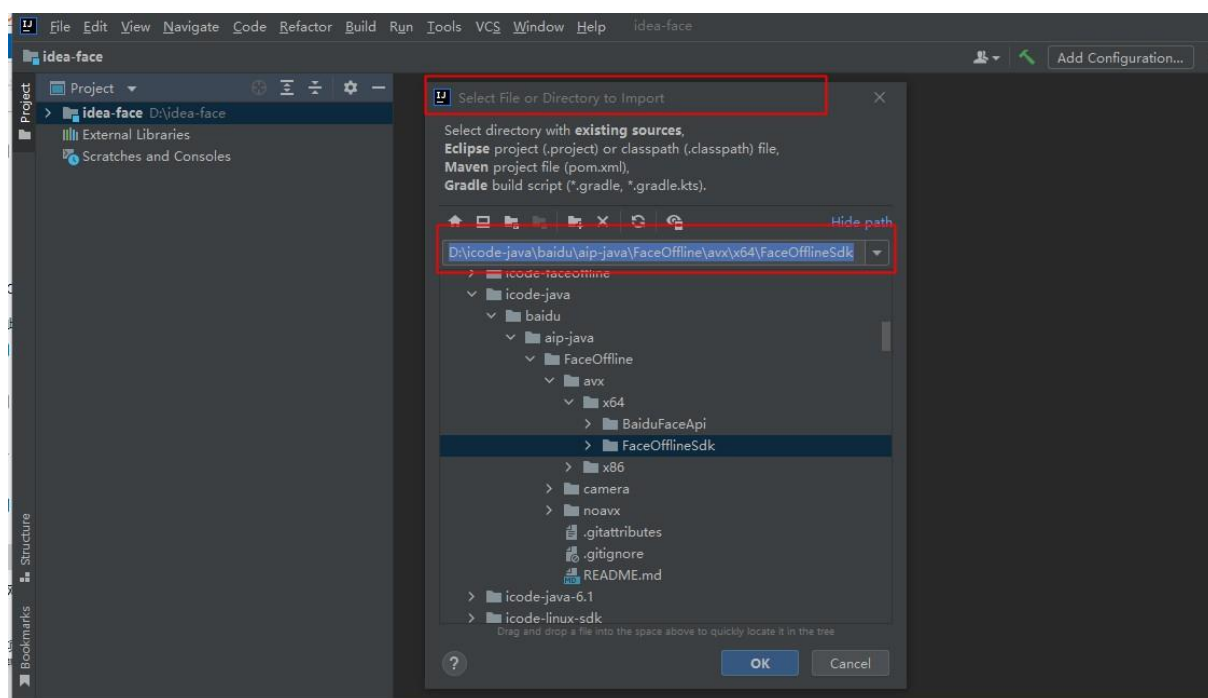 File Edit View Navigate Code Refactor Build Run Tools VCS Window Help idea-face
idea-face
Add Configuration...
Project
Project
idea-face D:\idea-face
External Libraries
Scratches and Consoles
Structure
Bookmarks
Select File or Directory to Import
Select directory with existing sources,
Eclipse project (.project) or classpath (.classpath) file,
Maven project file (pom.xml),
Gradle build script (*.gradle, *.gradle.kts).
Hide path
D:\icode-java\baidu\aip-java\FaceOffline\avx\x64\FaceOfflineSdk
icode-faceoffline
icode-java
baidu
aip-java
FaceOffline
avx
x64
BaiduFaceApi
FaceOfflineSdk
x86
camera
noavx
.gitattributes
.gitignore
README.md
icode-java-6.1
icode-linux-sdk
Drag and drop a file into the space above to quickly locate it in the tree
?
OK
Cancel